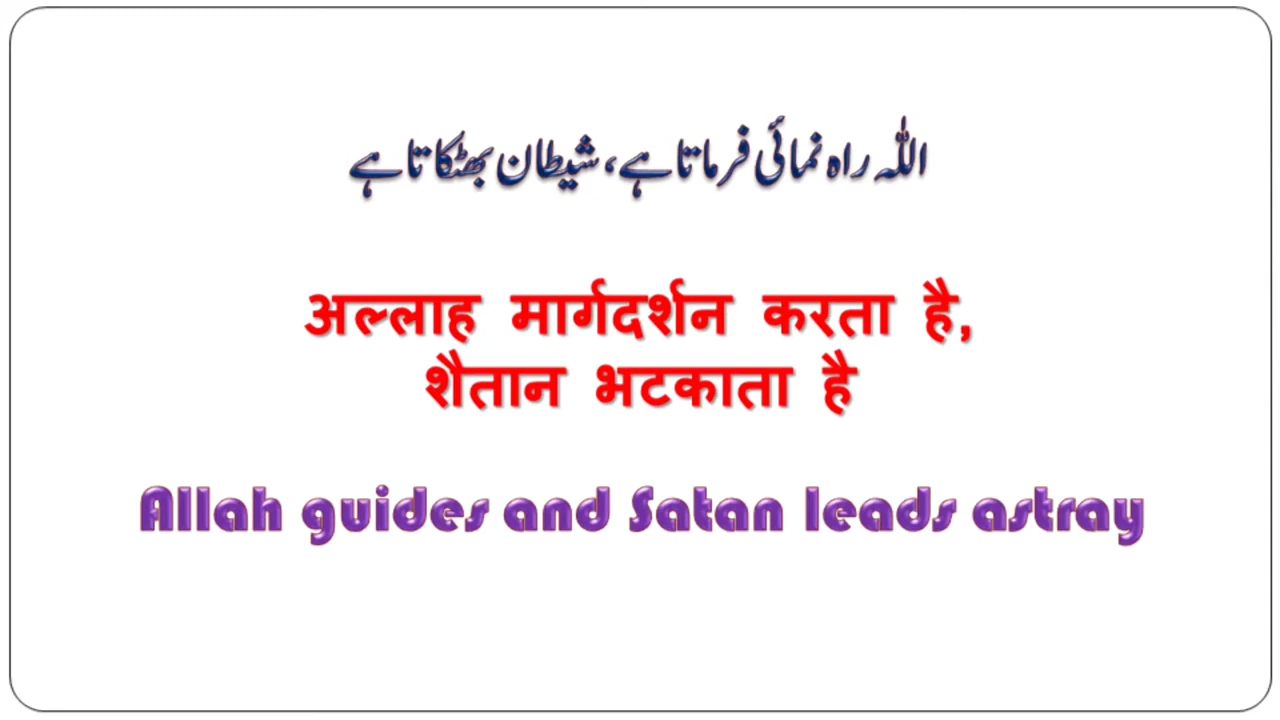 اللہ راہ نمائی فرماتا ہے، شیطان بھٹکاتا ہے
अल्लाह मार्गदर्शन करता है,
शैतान भटकाता है
Allah guides and Satan leads astray